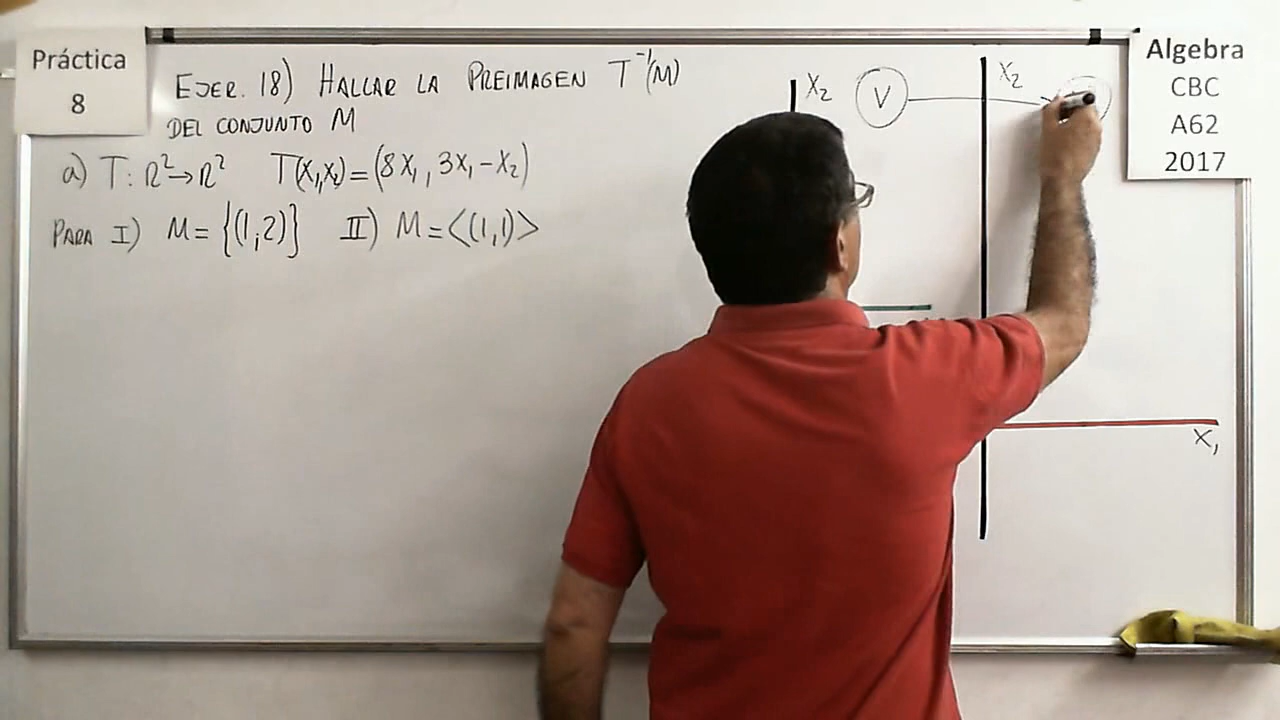 Práctica
8
EJER. 18) HALLAR LA PREIMAGEN T⁻¹(M)
DEL CONJUNTO M
a) T: ℝ²→ℝ² T(X₁,X₂)=(8X₁, 3X₁-X₂)
PARA I) M={(1,2)} II) M=<(1,1)>
X₂
V
X₂
X₁
Algebra
CBC
A62
2017